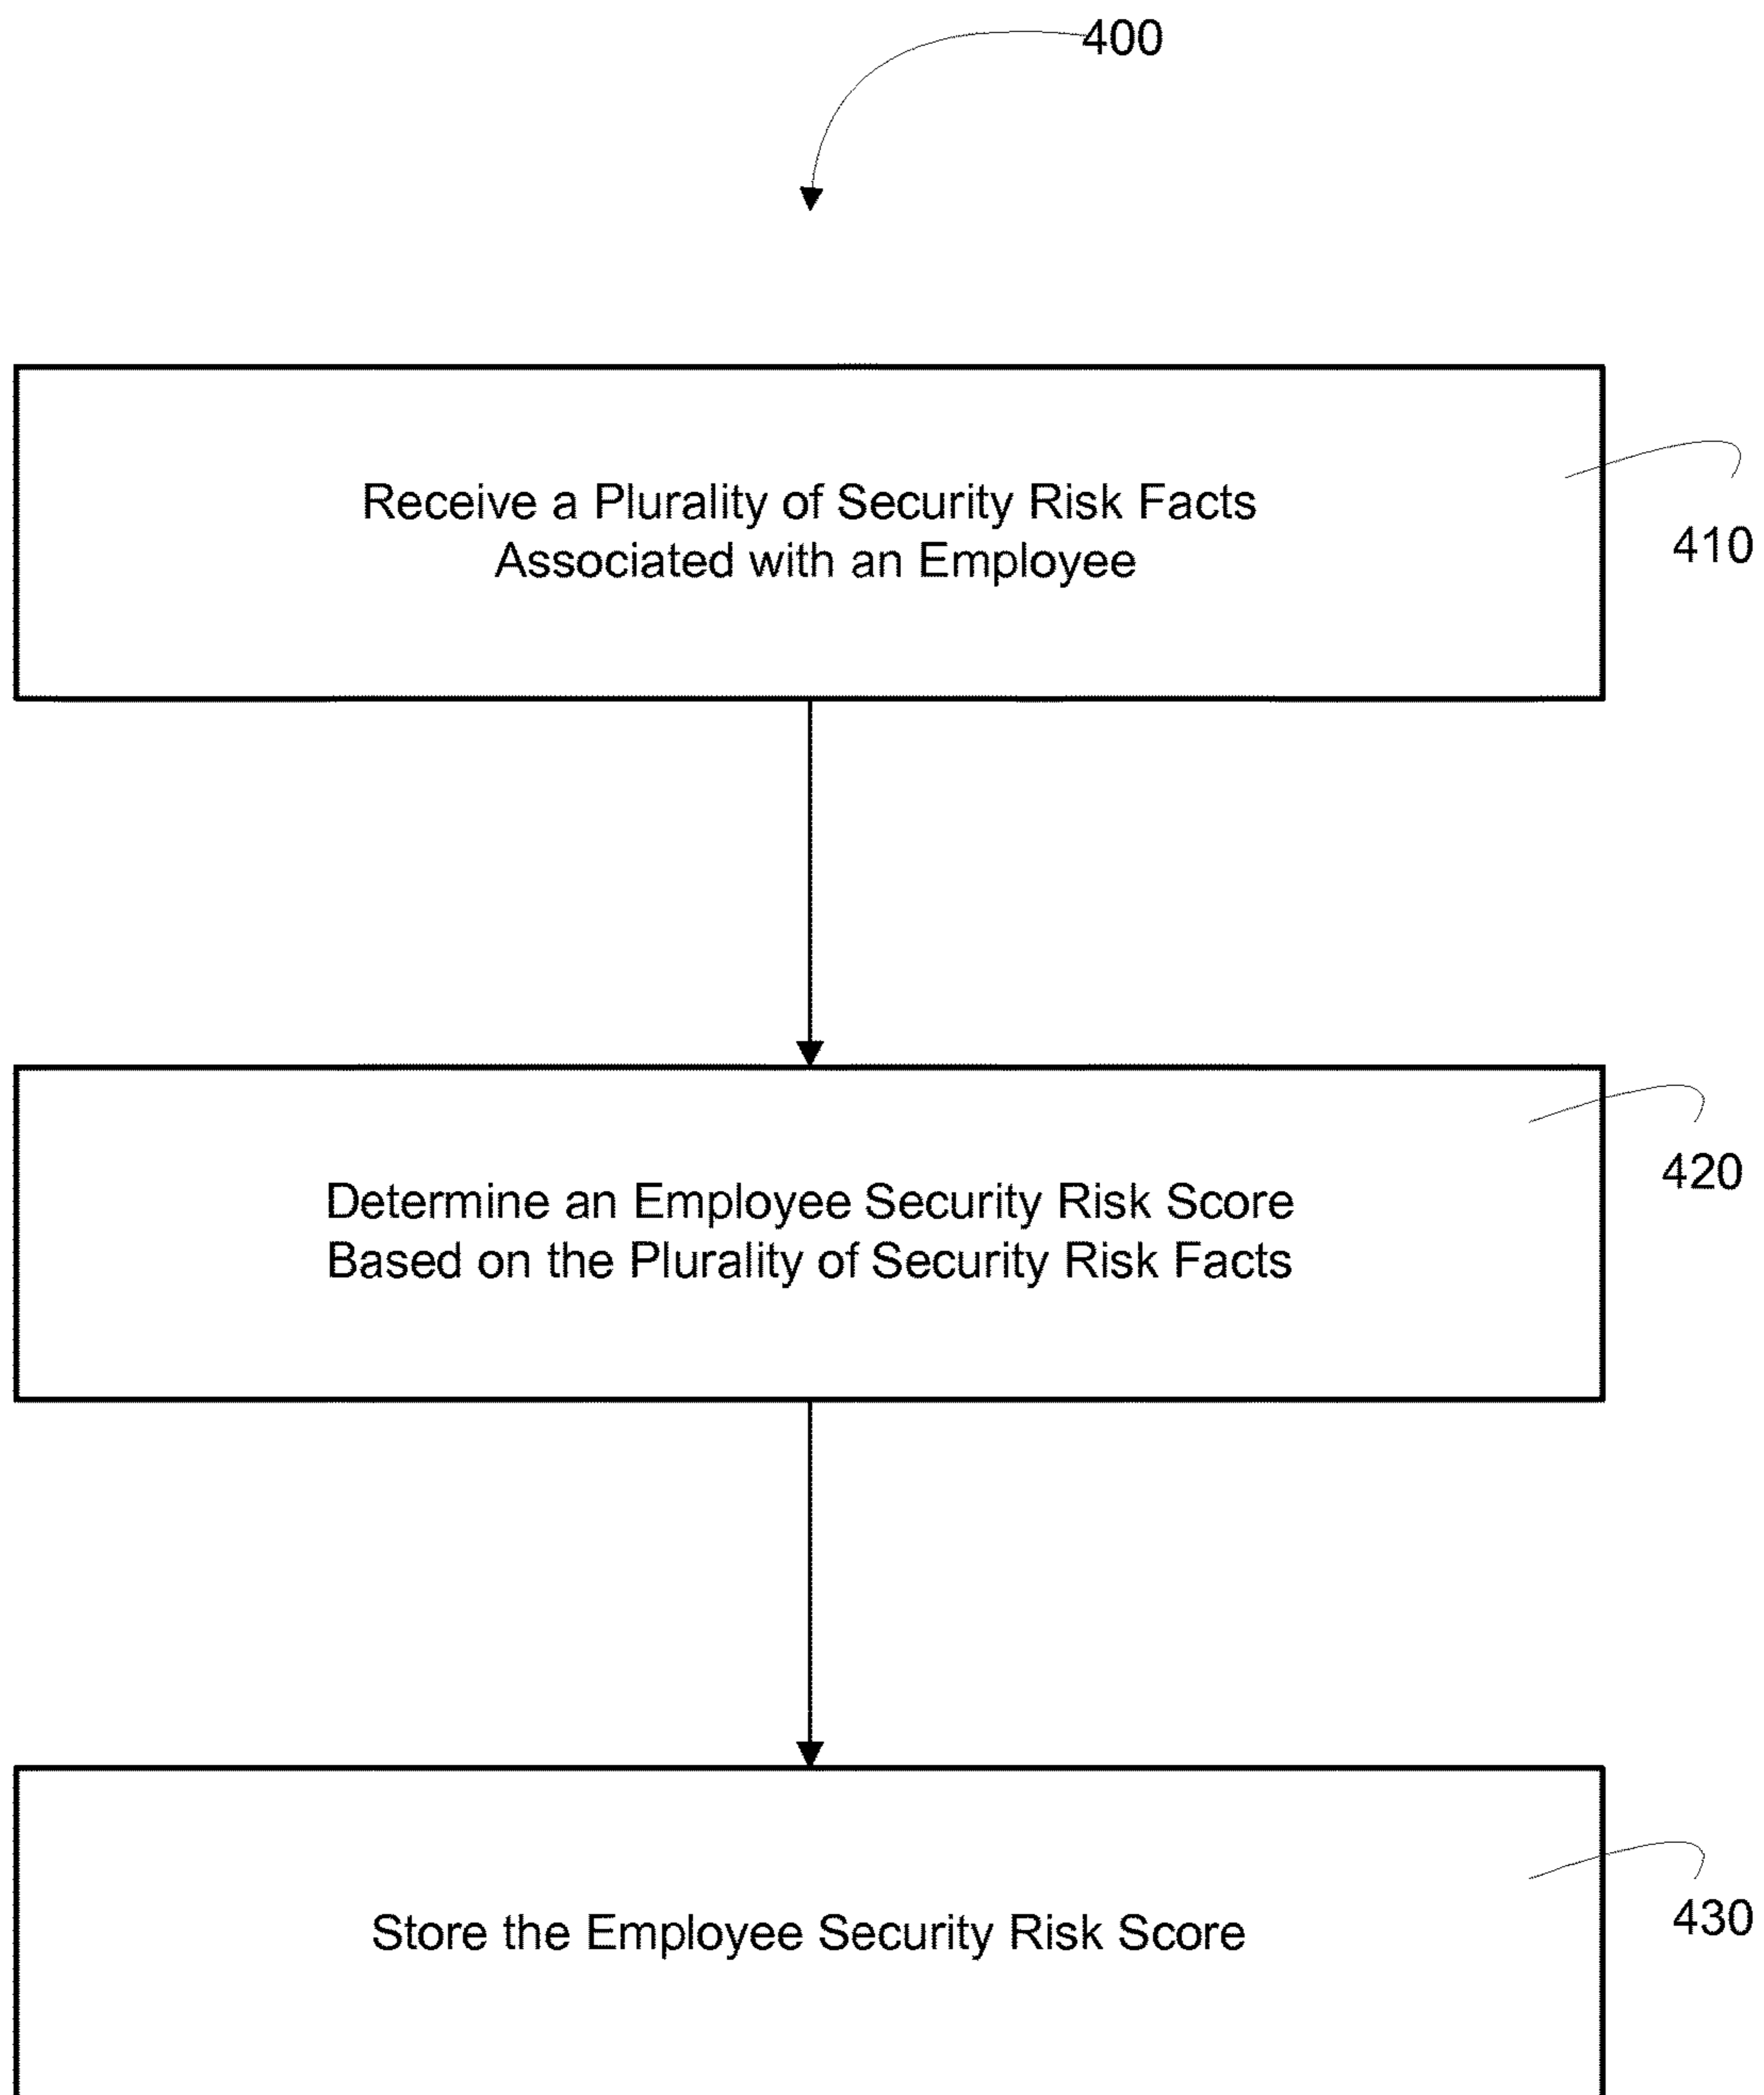 400
Receive a Plurality of Security Risk Facts
Associated with an Employee
410
Determine an Employee Security Risk Score
Based on the Plurality of Security Risk Facts
420
Store the Employee Security Risk Score
430